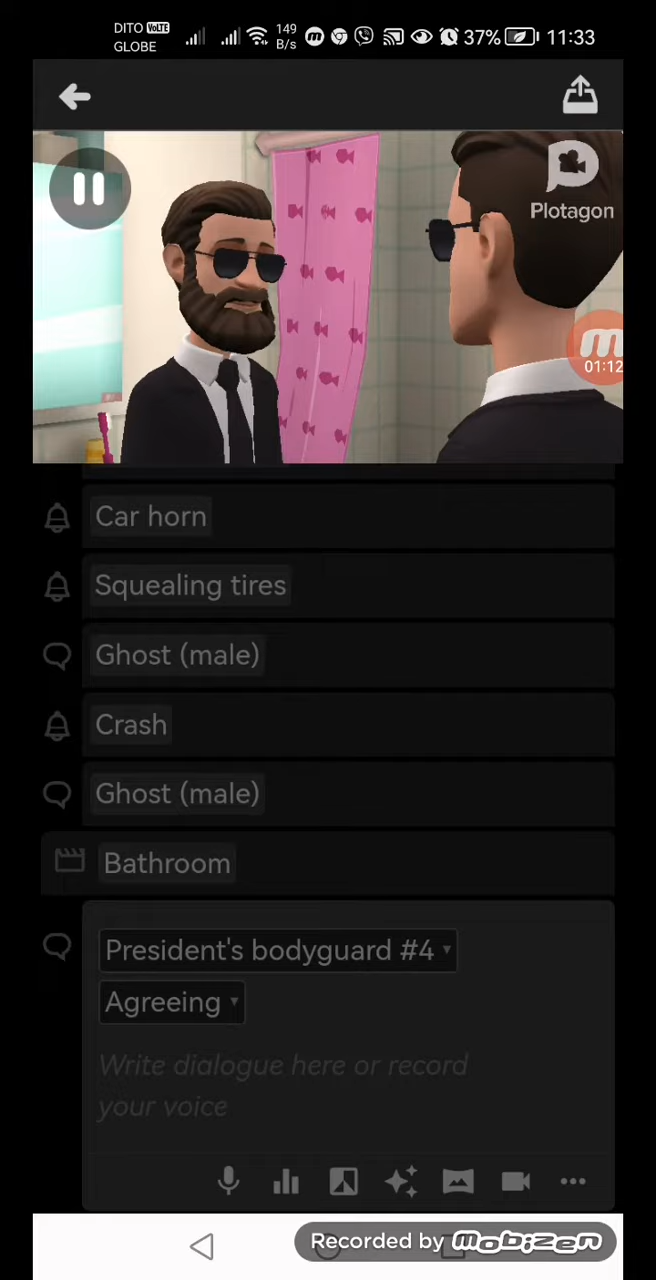 DITO VoLTE
GLOBE
149
B/s
37%
11:33
Plotagon
01:12
Car horn
Squealing tires
Ghost (male)
Crash
Ghost (male)
Bathroom
President's bodyguard #4
Agreeing
Write dialogue here or record
your voice
Recorded by mobizen